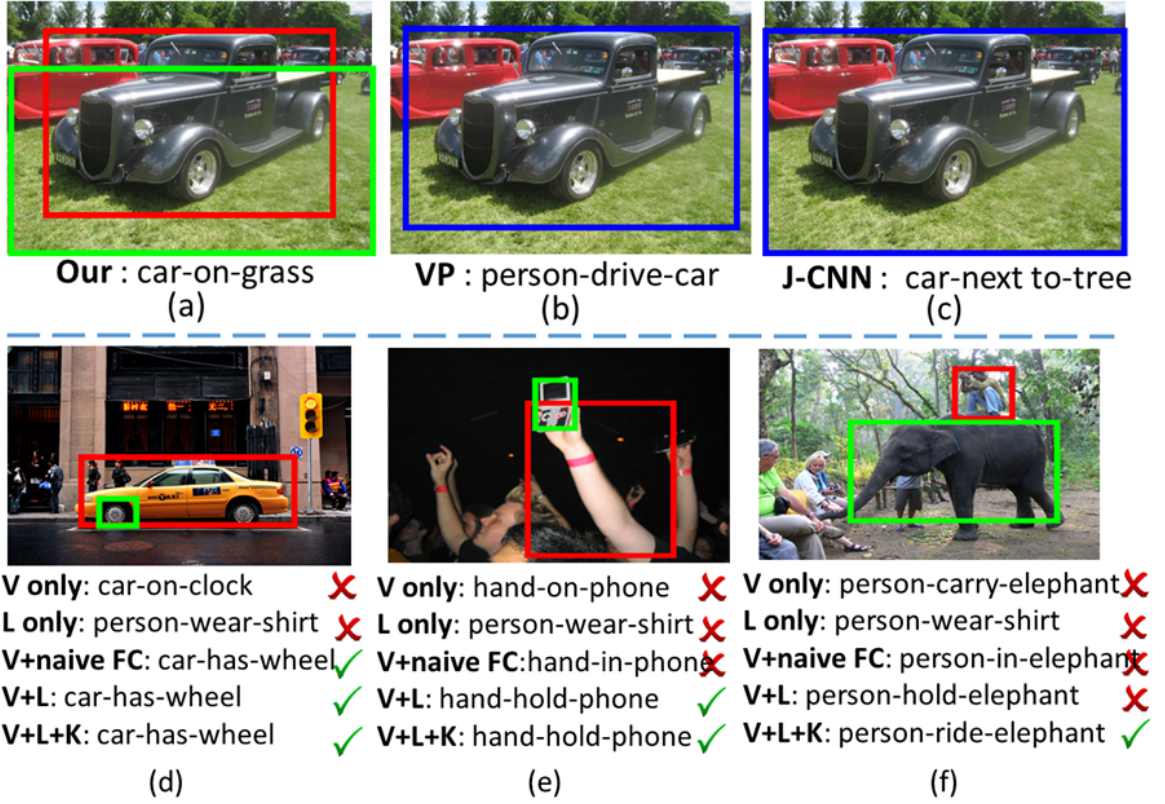 Our : car-on-grass
(a)
VP : person-drive-car
(b)
J-CNN : car-next to-tree
(c)
TAXI
V only: car-on-clock ✗
L only: person-wear-shirt ✗
V+naive FC: car-has-wheel ✓
V+L: car-has-wheel ✓
V+L+K: car-has-wheel ✓
(d)
V only: hand-on-phone ✗
L only: person-wear-shirt ✗
V+naive FC:hand-in-phone ✗
V+L: hand-hold-phone ✓
V+L+K: hand-hold-phone ✓
(e)
V only: person-carry-elephant ✗
L only: person-wear-shirt ✗
V+naive FC: person-in-elephant ✗
V+L: person-hold-elephant ✗
V+L+K: person-ride-elephant ✓
(f)